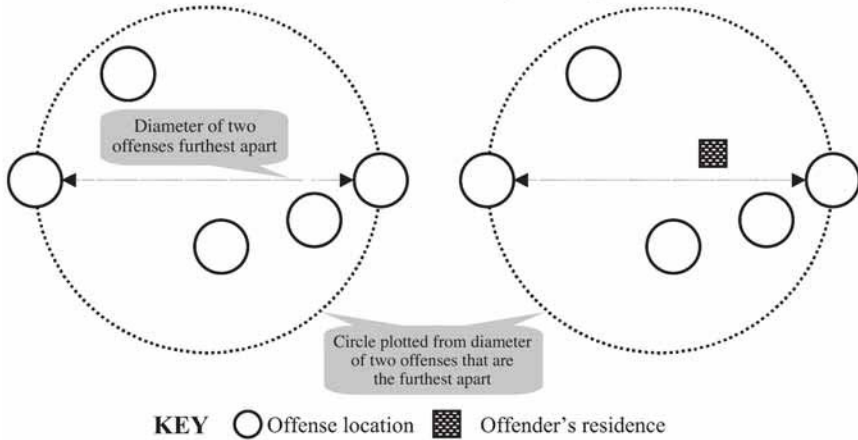 Diameter of two
offenses furthest apart
Circle plotted from diameter
of two offenses that are
the furthest apart
KEY Offense location Offender's residence